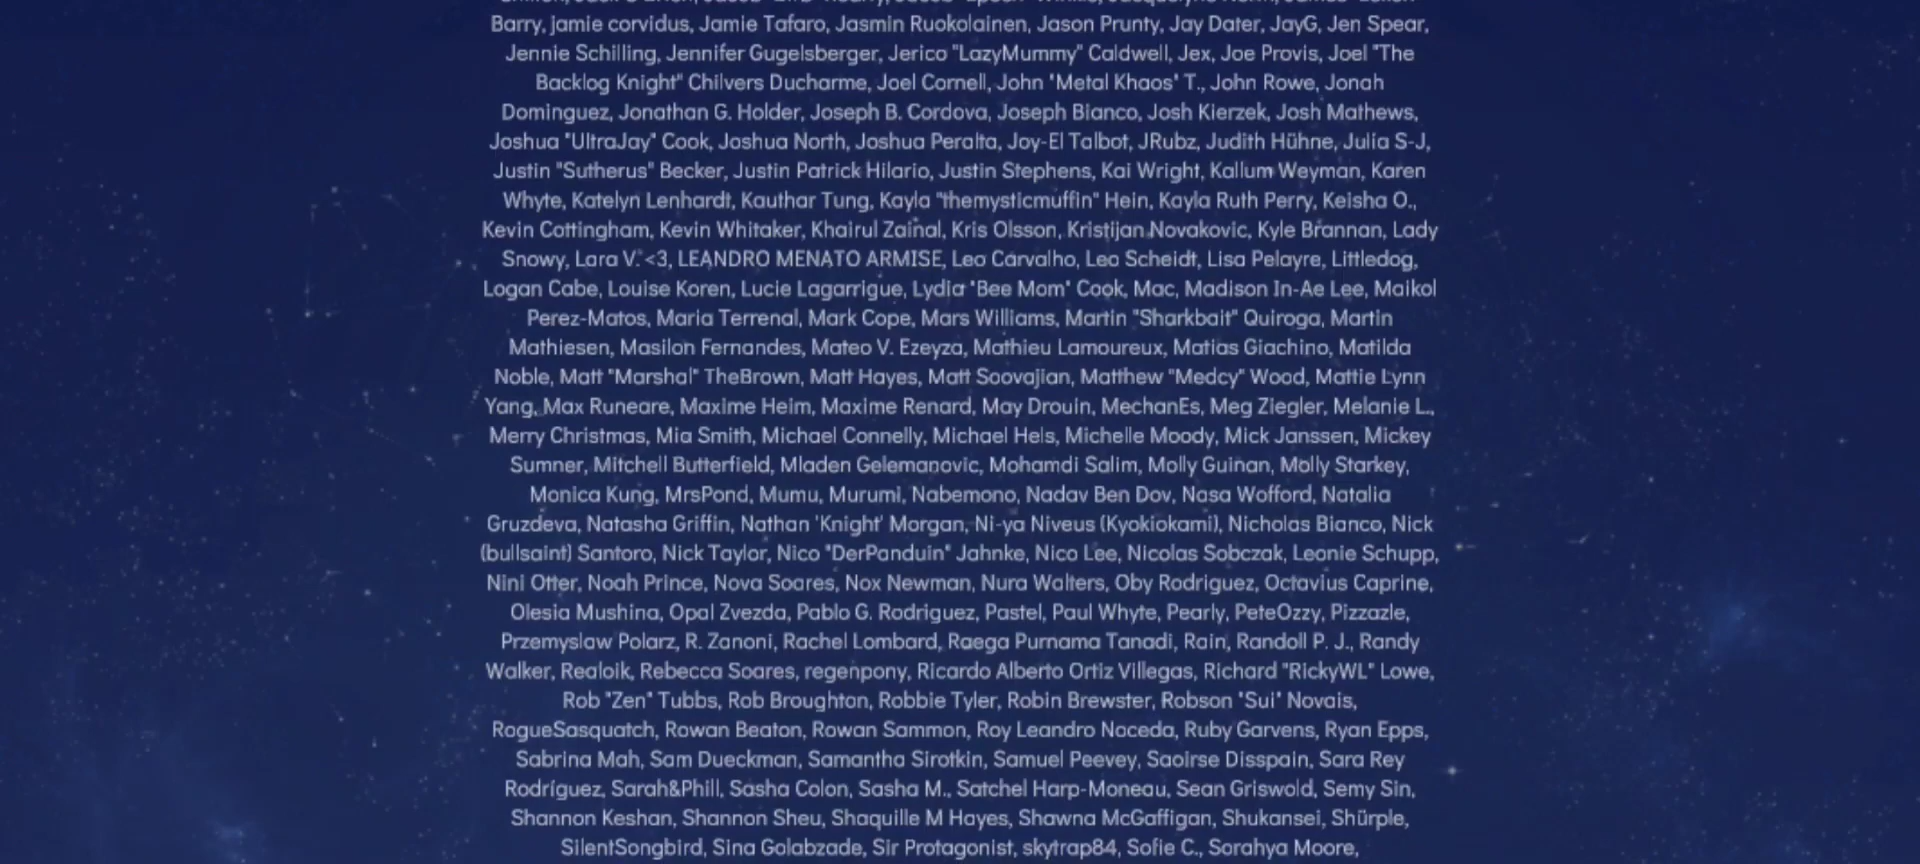 Barry, jamie corvidus, Jamie Tafaro, Jasmin Ruokolainen, Jason Prunty, Jay Dater, JayG, Jen Spear,
Jennie Schilling, Jennifer Gugelsberger, Jerico "LazyMummy" Caldwell, Jex, Joe Provis, Joel "The
Backlog Knight" Chilvers Ducharme, Joel Cornell, John "Metal Khaos" T., John Rowe, Jonah
Dominguez, Jonathan G. Holder, Joseph B. Cordova, Joseph Bianco, Josh Kierzek, Josh Mathews,
Joshua "UltraJay" Cook, Joshua North, Joshua Peralta, Joy-El Talbot, JRubz, Judith Hühne, Julia S-J,
Justin "Sutherus" Becker, Justin Patrick Hilario, Justin Stephens, Kai Wright, Kallum Weyman, Karen
Whyte, Katelyn Lenhardt, Kauthar Tung, Kayla "themysticmuffin" Hein, Kayla Ruth Perry, Keisha O.,
Kevin Cottingham, Kevin Whitaker, Khairul Zainal, Kris Olsson, Kristijan Novakovic, Kyle Brannan, Lady
Snowy, Lara V. <3, LEANDRO MENATO ARMISE, Leo Carvalho, Leo Scheidt, Lisa Pelayre, Littledog,
Logan Cabe, Louise Koren, Lucie Lagarrigue, Lydia "Bee Mom" Cook, Mac, Madison In-Ae Lee, Maikol
Perez-Matos, Maria Terrenal, Mark Cope, Mars Williams, Martin "Sharkbait" Quiroga, Martin
Mathiesen, Masilon Fernandes, Mateo V. Ezeyza, Mathieu Lamoureux, Matias Giachino, Matilda
Noble, Matt "Marshal" TheBrown, Matt Hayes, Matt Soovajian, Matthew "Medcy" Wood, Mattie Lynn
Yang, Max Runeare, Maxime Heim, Maxime Renard, May Drouin, MechanEs, Meg Ziegler, Melanie L.,
Merry Christmas, Mia Smith, Michael Connelly, Michael Hels, Michelle Moody, Mick Janssen, Mickey
Sumner, Mitchell Butterfield, Mladen Gelemanovic, Mohamdi Salim, Molly Guinan, Molly Starkey,
Monica Kung, MrsPond, Mumu, Murumi, Nabemono, Nadav Ben Dov, Nasa Wofford, Natalia
Gruzdeva, Natasha Griffin, Nathan 'Knight' Morgan, Ni-ya Niveus (Kyokiokami), Nicholas Bianco, Nick
(bullsaint) Santoro, Nick Taylor, Nico "DerPanduin" Jahnke, Nico Lee, Nicolas Sobczak, Leonie Schupp,
Nini Otter, Noah Prince, Nova Soares, Nox Newman, Nura Walters, Oby Rodriguez, Octavius Caprine,
Olesia Mushina, Opal Zvezda, Pablo G. Rodriguez, Pastel, Paul Whyte, Pearly, PeteOzzy, Pizzazle,
Przemyslaw Polarz, R. Zanoni, Rachel Lombard, Raega Purnama Tanadi, Rain, Randoll P. J., Randy
Walker, Realoik, Rebecca Soares, regenpony, Ricardo Alberto Ortiz Villegas, Richard "RickyWL" Lowe,
Rob "Zen" Tubbs, Rob Broughton, Robbie Tyler, Robin Brewster, Robson "Sui" Novais,
RogueSasquatch, Rowan Beaton, Rowan Sammon, Roy Leandro Noceda, Ruby Garvens, Ryan Epps,
Sabrina Mah, Sam Dueckman, Samantha Sirotkin, Samuel Peevey, Saoirse Disspain, Sara Rey
Rodríguez, Sarah&Phill, Sasha Colon, Sasha M., Satchel Harp-Moneau, Sean Griswold, Semy Sin,
Shannon Keshan, Shannon Sheu, Shaquille M Hayes, Shawna McGaffigan, Shukansei, Shürple,
SilentSongbird, Sina Golabzade, Sir Protagonist, skytrap84, Sofie C., Sorahya Moore,